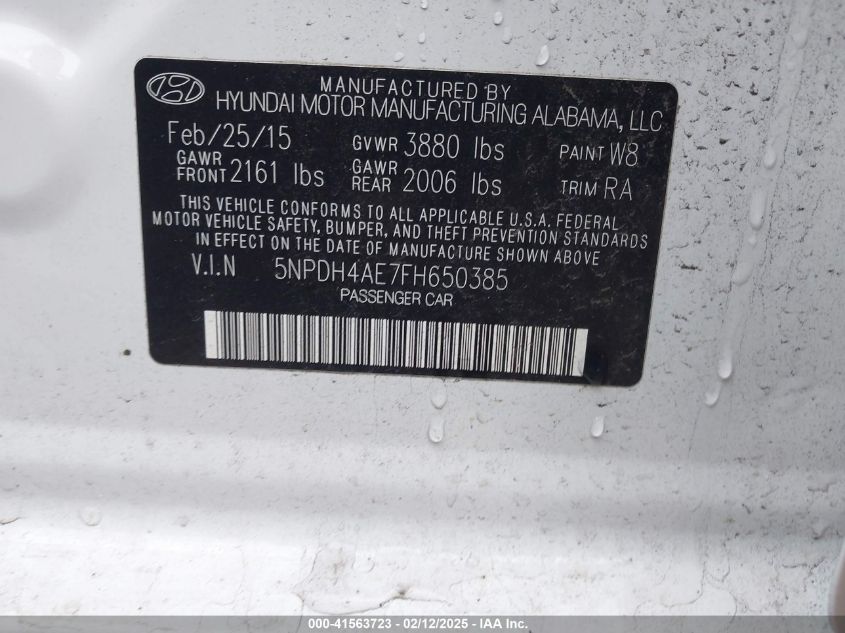 MANUFACTURED BY
HYUNDAI MOTOR MANUFACTURING ALABAMA, LLC
Feb/25/15 GVWR 3880 lbs PAINT W8
GAWR FRONT 2161 lbs GAWR REAR 2006 lbs TRIM RA
THIS VEHICLE CONFORMS TO ALL APPLICABLE U.S.A. FEDERAL
MOTOR VEHICLE SAFETY, BUMPER, AND THEFT PREVENTION STANDARDS
IN EFFECT ON THE DATE OF MANUFACTURE SHOWN ABOVE
V.I.N 5NPDH4AE7FH650385
PASSENGER CAR
000-41563723 - 02/12/2025 - IAA Inc.